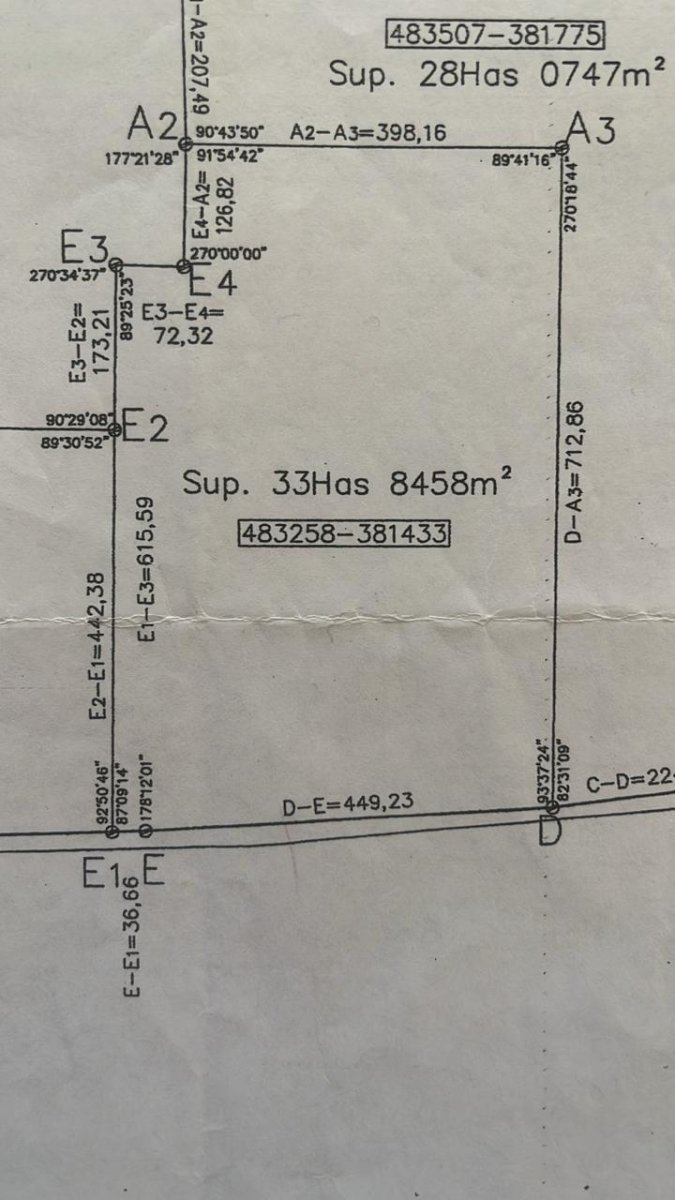 483507-381775
Sup. 28Has 0747m²
-A2=207,49
A2
90°43'50"
A2-A3=398,16
A3
177°21'28"
91°54'42"
89°41'16"
270°18'44"
E4-A2=
126,82
E3
270°00'00"
270°34'37"
E4
89°25'23"
E3-E4=
72,32
E3-E2=
173,21
90°29'08"
E2
89°30'52"
D-A3=712,86
Sup. 33Has 8458m²
483258-381433
E1-E3=615,59
E2-E1=442,38
92°50'46"
87°09'14"
178°12'01"
93°37'24"
82°31'09"
C-D=22
D-E=449,23
D
E1
E
E-E1=36,66